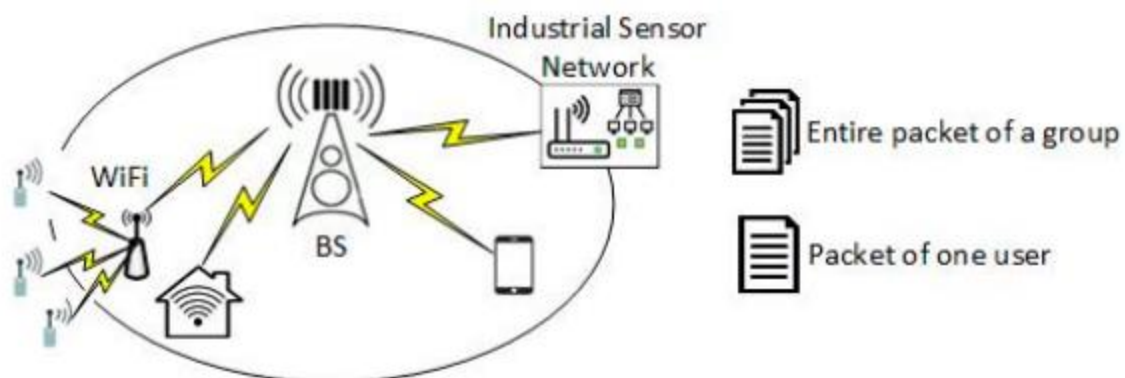 Industrial Sensor
Network
Entire packet of a group
WiFi
BS
Packet of one user